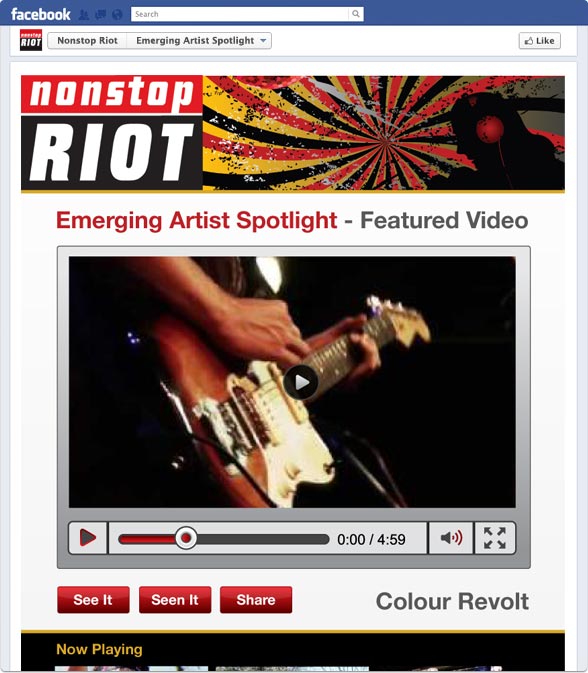 facebook
Search
nonstop
RIOT
Nonstop Riot
Emerging Artist Spotlight
Like
nonstop
RIOT
Emerging Artist Spotlight - Featured Video
0:00 / 4:59
See It
Seen It
Share
Colour Revolt
Now Playing